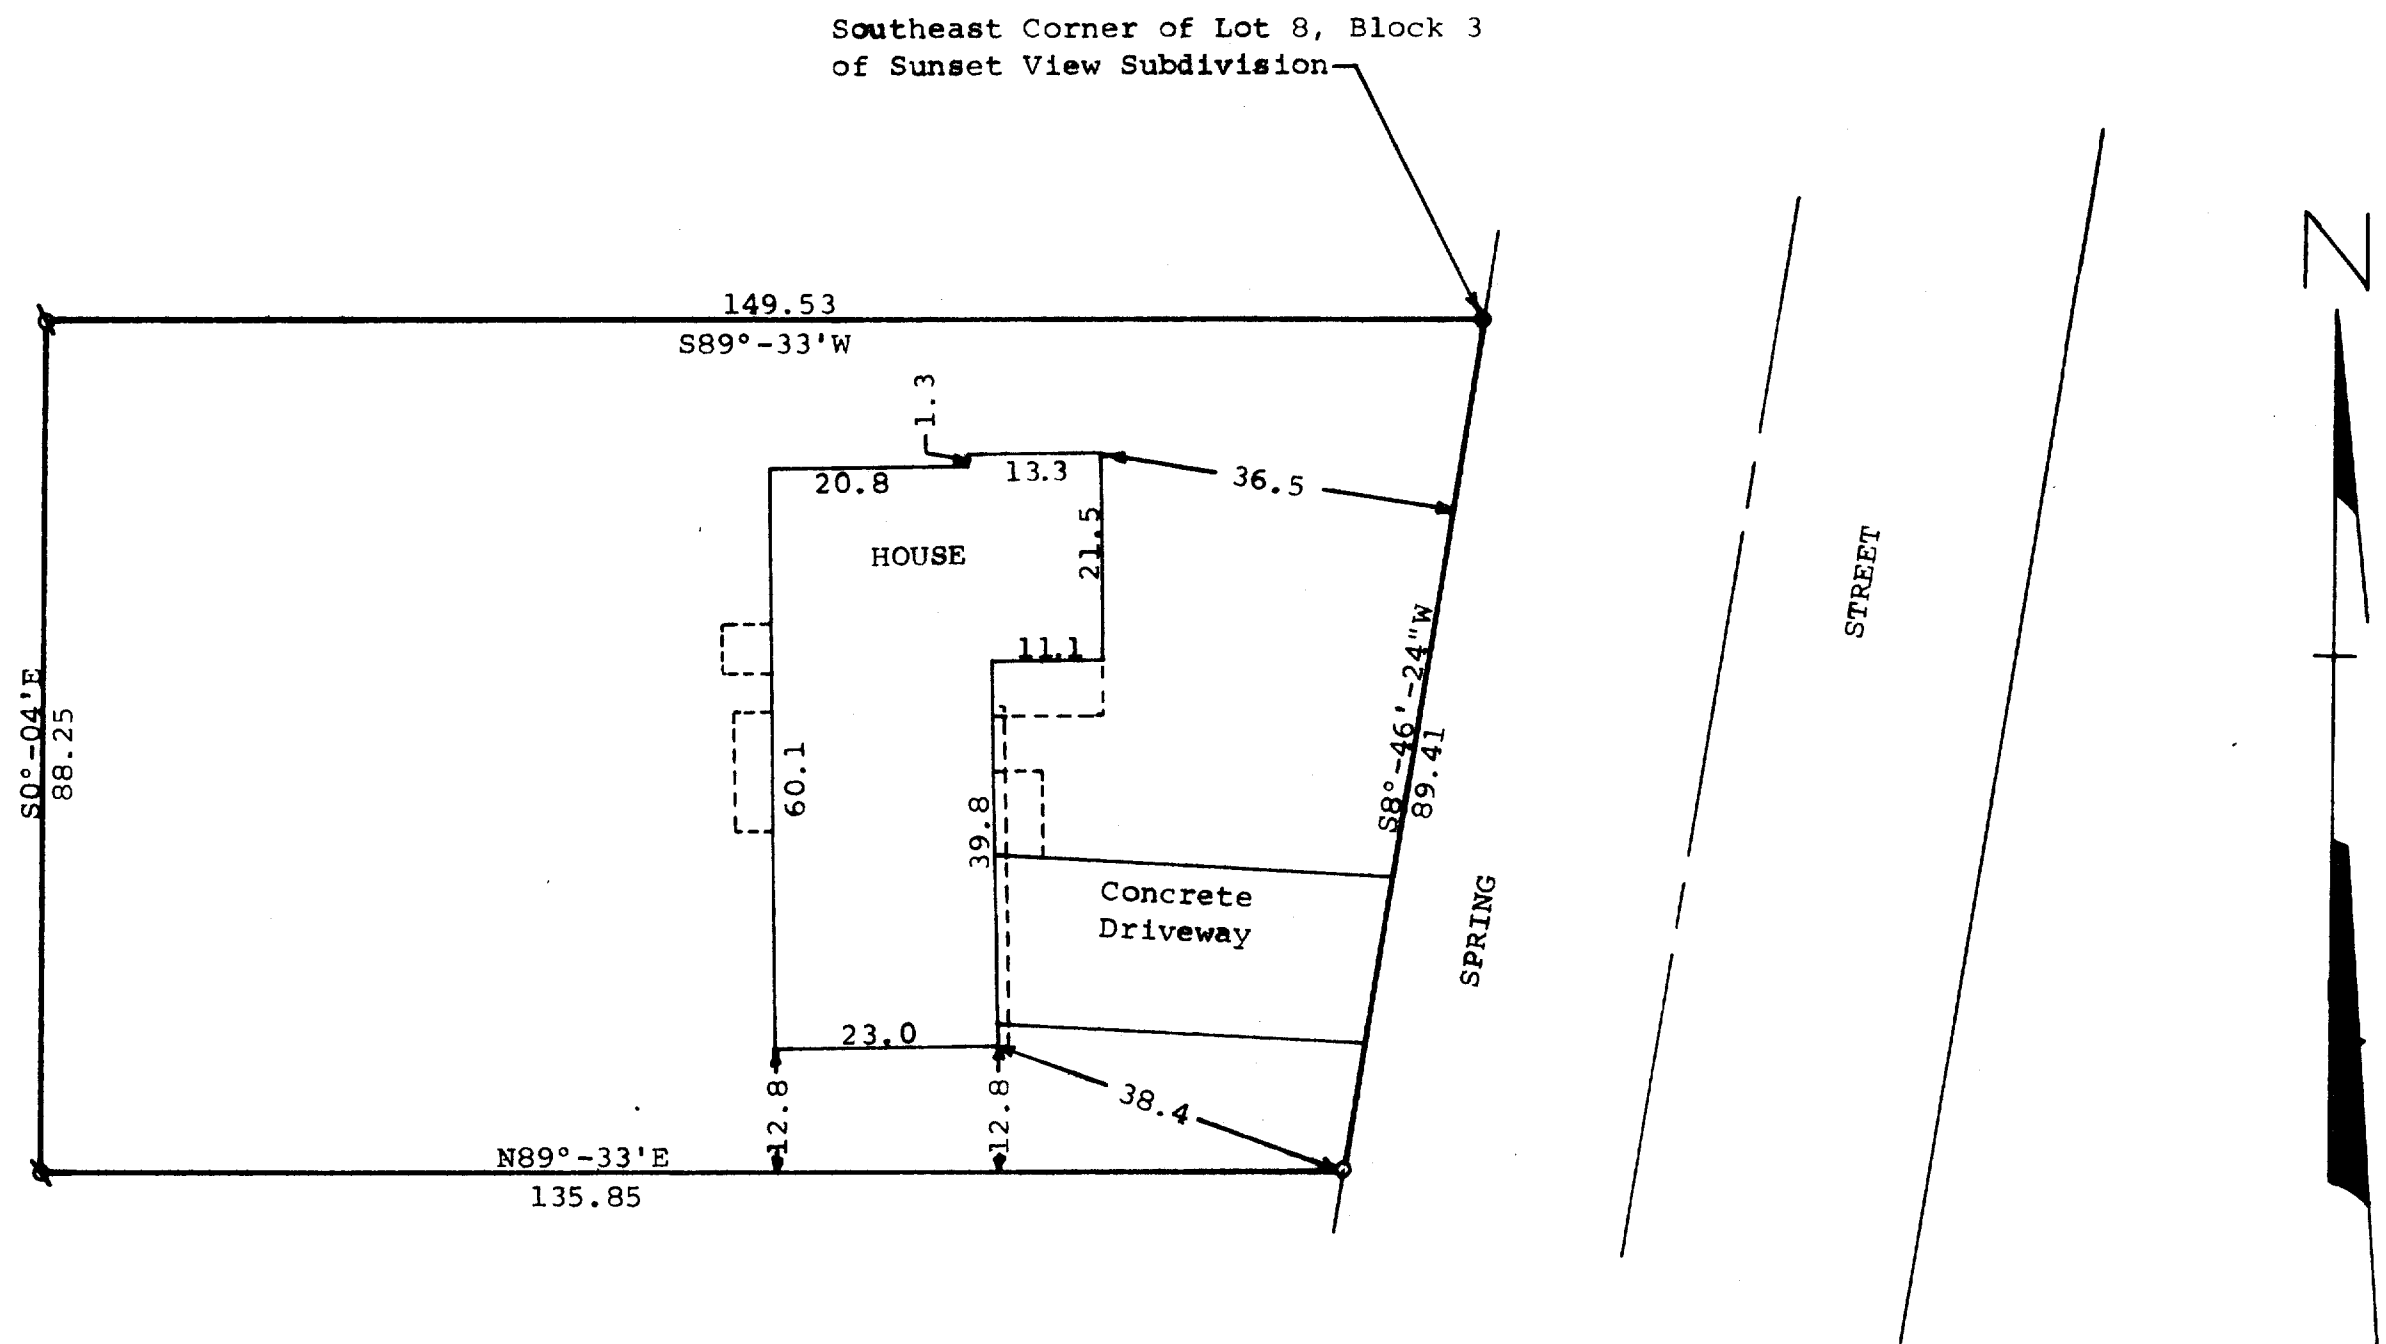 Southeast Corner of Lot 8, Block 3
of Sunset View Subdivision
N
149.53
S89°-33'W
1.3
20.8
13.3
36.5
HOUSE
21.5
STREET
11.1
S8°-46'-24"W
89.41
S0°-04'E
88.25
60.1
39.8
Concrete
Driveway
SPRING
23.0
12.8
12.8
38.4
N89°-33'E
135.85